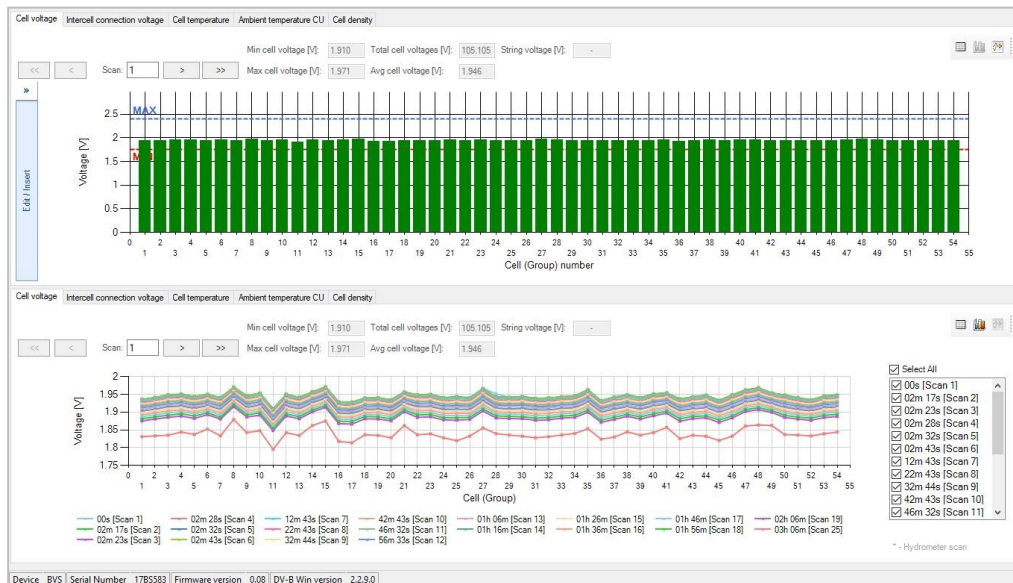 Cell voltage Intercell connection voltage Cell temperature Ambient temperature CU Cell density
Min cell voltage [V]: 1.910 Total cell voltages [V]: 105.105 String voltage [V]: -
<< < Scan: 1 > >> Max cell voltage [V]: 1.971 Avg cell voltage [V]: 1.946
»
Edit / Insert
Voltage [V]
MAX
2.5
2
1.5
1
0.5
0
0 2 4 6 8 10 12 14 16 18 20 22 24 26 28 30 32 34 36 38 40 42 44 46 48 50 52 54
1 3 5 7 9 11 13 15 17 19 21 23 25 27 29 31 33 35 37 39 41 43 45 47 49 51 53 55
Cell (Group) number
Cell voltage Intercell connection voltage Cell temperature Ambient temperature CU Cell density
Min cell voltage [V]: 1.910 Total cell voltages [V]: 105.105 String voltage [V]: -
<< < Scan: 1 > >> Max cell voltage [V]: 1.971 Avg cell voltage [V]: 1.946
Voltage [V]
2
1.95
1.9
1.85
1.8
1.75
0 2 4 6 8 10 12 14 16 18 20 22 24 26 28 30 32 34 36 38 40 42 44 46 48 50 52 54
1 3 5 7 9 11 13 15 17 19 21 23 25 27 29 31 33 35 37 39 41 43 45 47 49 51 53 55
Cell (Group)
Select All
00s [Scan 1]
02m 17s [Scan 2]
02m 23s [Scan 3]
02m 28s [Scan 4]
02m 32s [Scan 5]
02m 43s [Scan 6]
12m 43s [Scan 7]
22m 43s [Scan 8]
32m 44s [Scan 9]
42m 43s [Scan 10]
46m 32s [Scan 11]
00s [Scan 1] 02m 28s [Scan 4] 12m 43s [Scan 7] 42m 43s [Scan 10] 01h 06m [Scan 13] 01h 26m [Scan 15] 01h 46m [Scan 17] 02h 06m [Scan 19]
02m 17s [Scan 2] 02m 32s [Scan 5] 22m 43s [Scan 8] 46m 32s [Scan 11] 01h 16m [Scan 14] 01h 36m [Scan 16] 01h 56m [Scan 18] 03h 06m [Scan 25]
02m 23s [Scan 3] 02m 43s [Scan 6] 32m 44s [Scan 9] 56m 33s [Scan 12]
* - Hydrometer scan
Device BVS Serial Number 17BS583 Firmware version 0.08 DV-B Win version 2.2.9.0